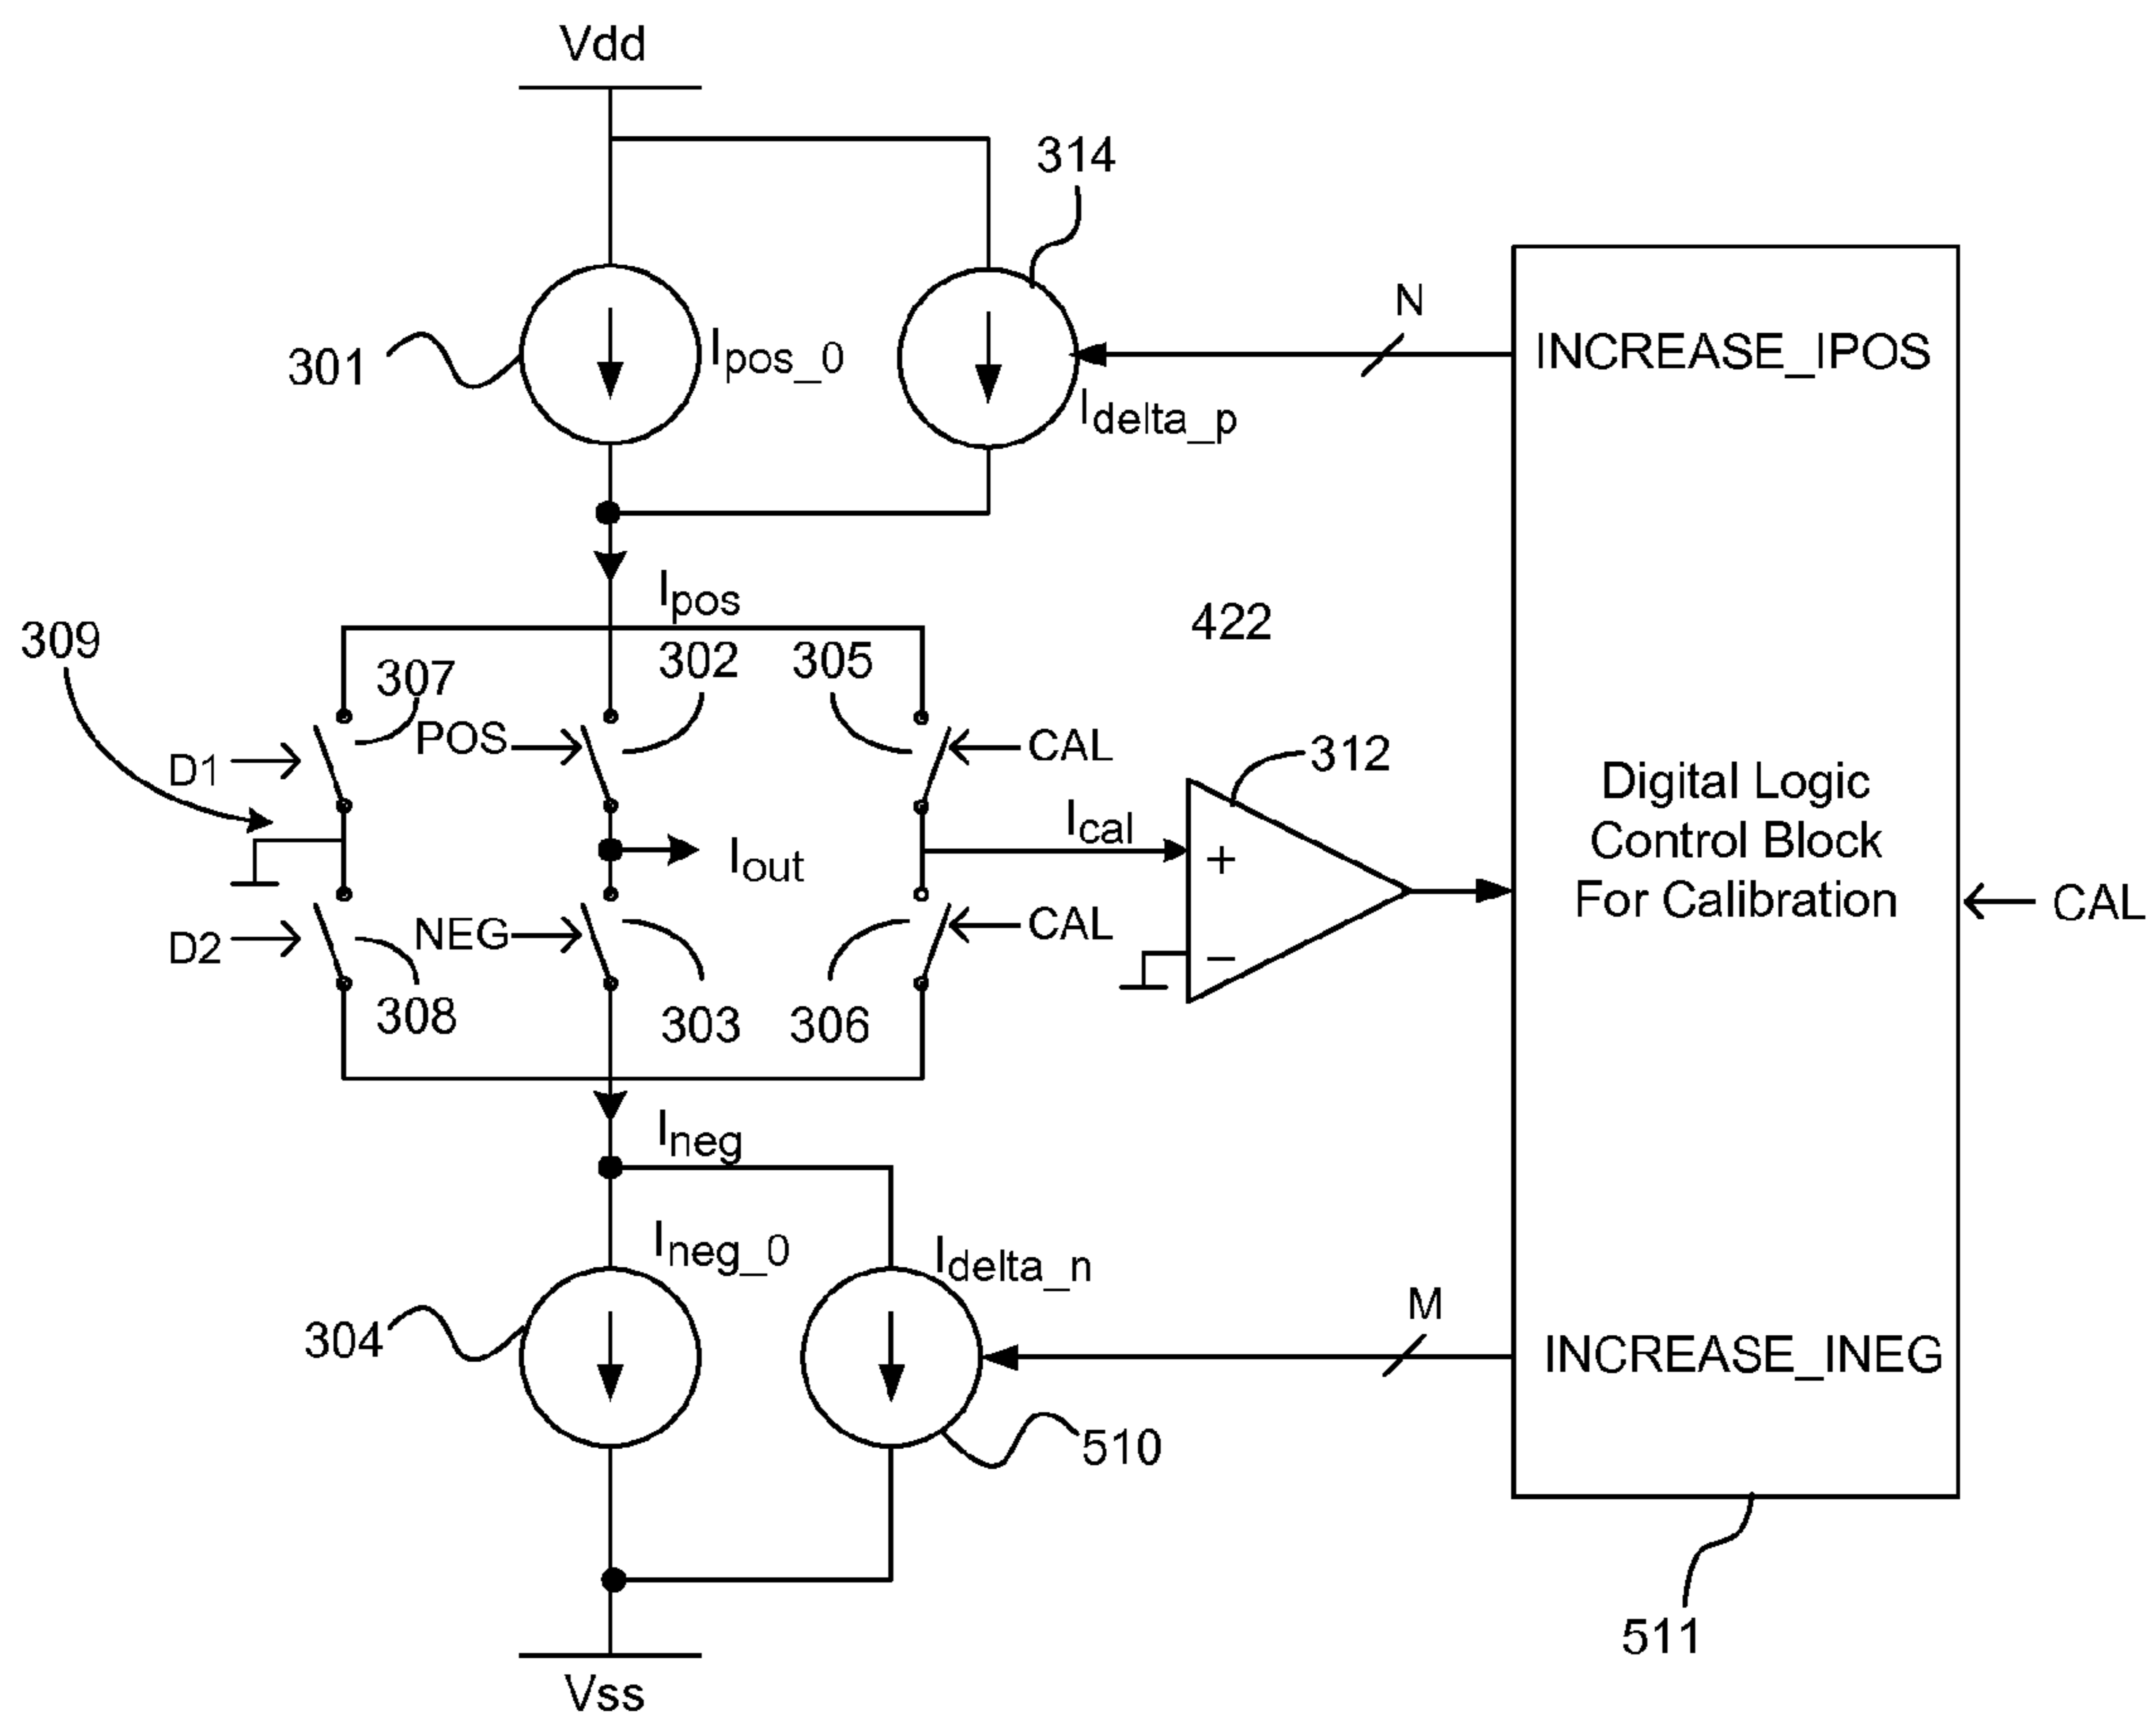 Vdd
314
N
301
Ipos_0
INCREASE_IPOS
Idelta_p
Ipos
422
309
307
302
305
POS
CAL
D1
312
Digital Logic
Control Block
For Calibration
Ical
+
Iout
CAL
NEG
CAL
D2
–
308
303
306
Ineg
Ineg_0
Idelta_n
M
304
INCREASE_INEG
510
511
Vss